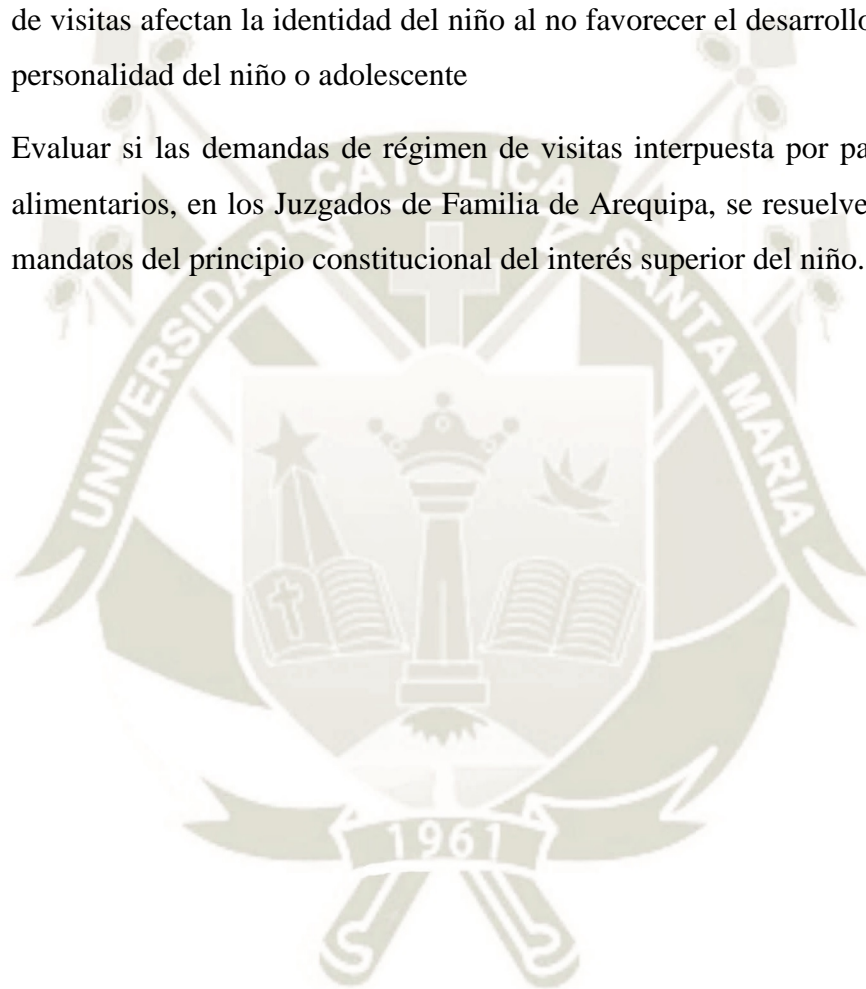 de visitas afectan la identidad del niño al no favorecer el desarrollo
personalidad del niño o adolescente
Evaluar si las demandas de régimen de visitas interpuesta por pa
alimentarios, en los Juzgados de Familia de Arequipa, se resuelve
mandatos del principio constitucional del interés superior del niño.
UNIVERSIDAD CATOLICA SANTA MARIA
1961